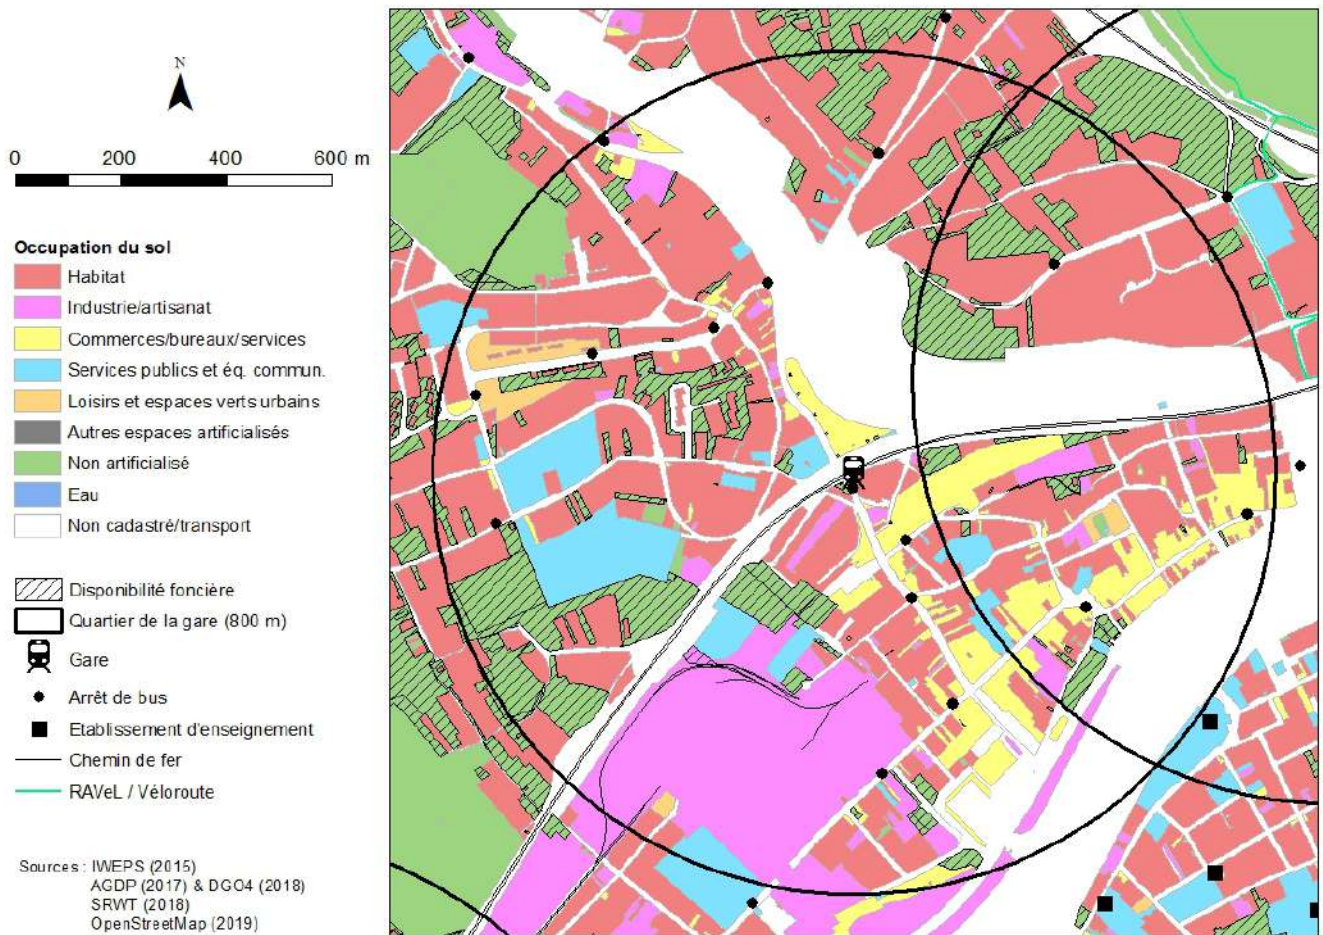 N
0 200 400 600 m
Occupation du sol
Habitat
Industrie/artisanat
Commerces/bureaux/services
Services publics et éq. commun.
Loisirs et espaces verts urbains
Autres espaces artificialisés
Non artificialisé
Eau
Non cadastré/transport
Disponibilité foncière
Quartier de la gare (800 m)
Gare
Arrêt de bus
Etablissement d'enseignement
Chemin de fer
RAVeL / Véloroute
Sources : IWEPS (2015)
AGDP (2017) & DGO4 (2018)
SRWT (2018)
OpenStreetMap (2019)